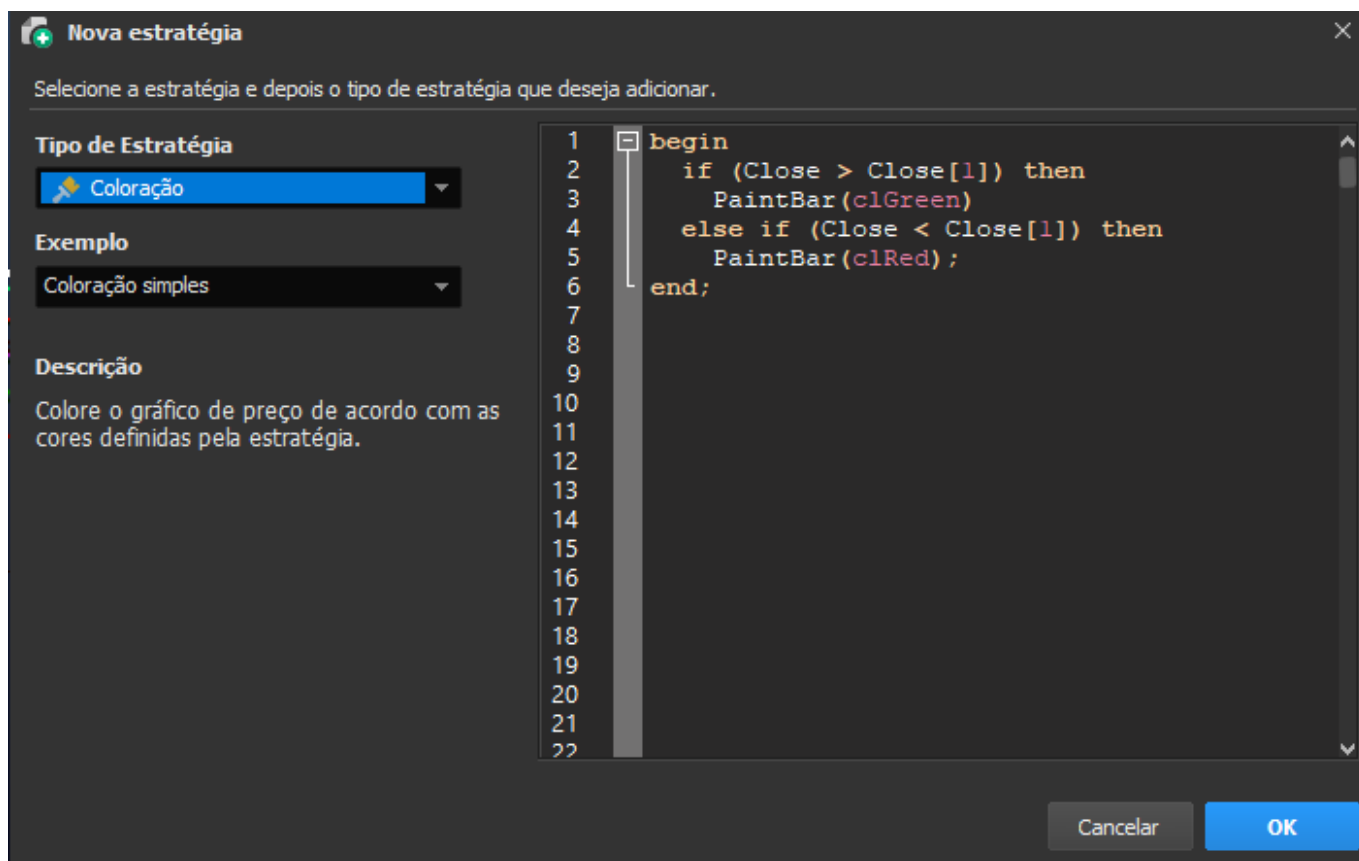 Nova estratégia
Selecione a estratégia e depois o tipo de estratégia que deseja adicionar.
Tipo de Estratégia
Coloração
Exemplo
Coloração simples
Descrição
Colore o gráfico de preço de acordo com as
cores definidas pela estratégia.
1 begin
2 if (Close > Close[1]) then
3 PaintBar(clGreen)
4 else if (Close < Close[1]) then
5 PaintBar(clRed);
6 end;
7
8
9
10
11
12
13
14
15
16
17
18
19
20
21
22
Cancelar
OK